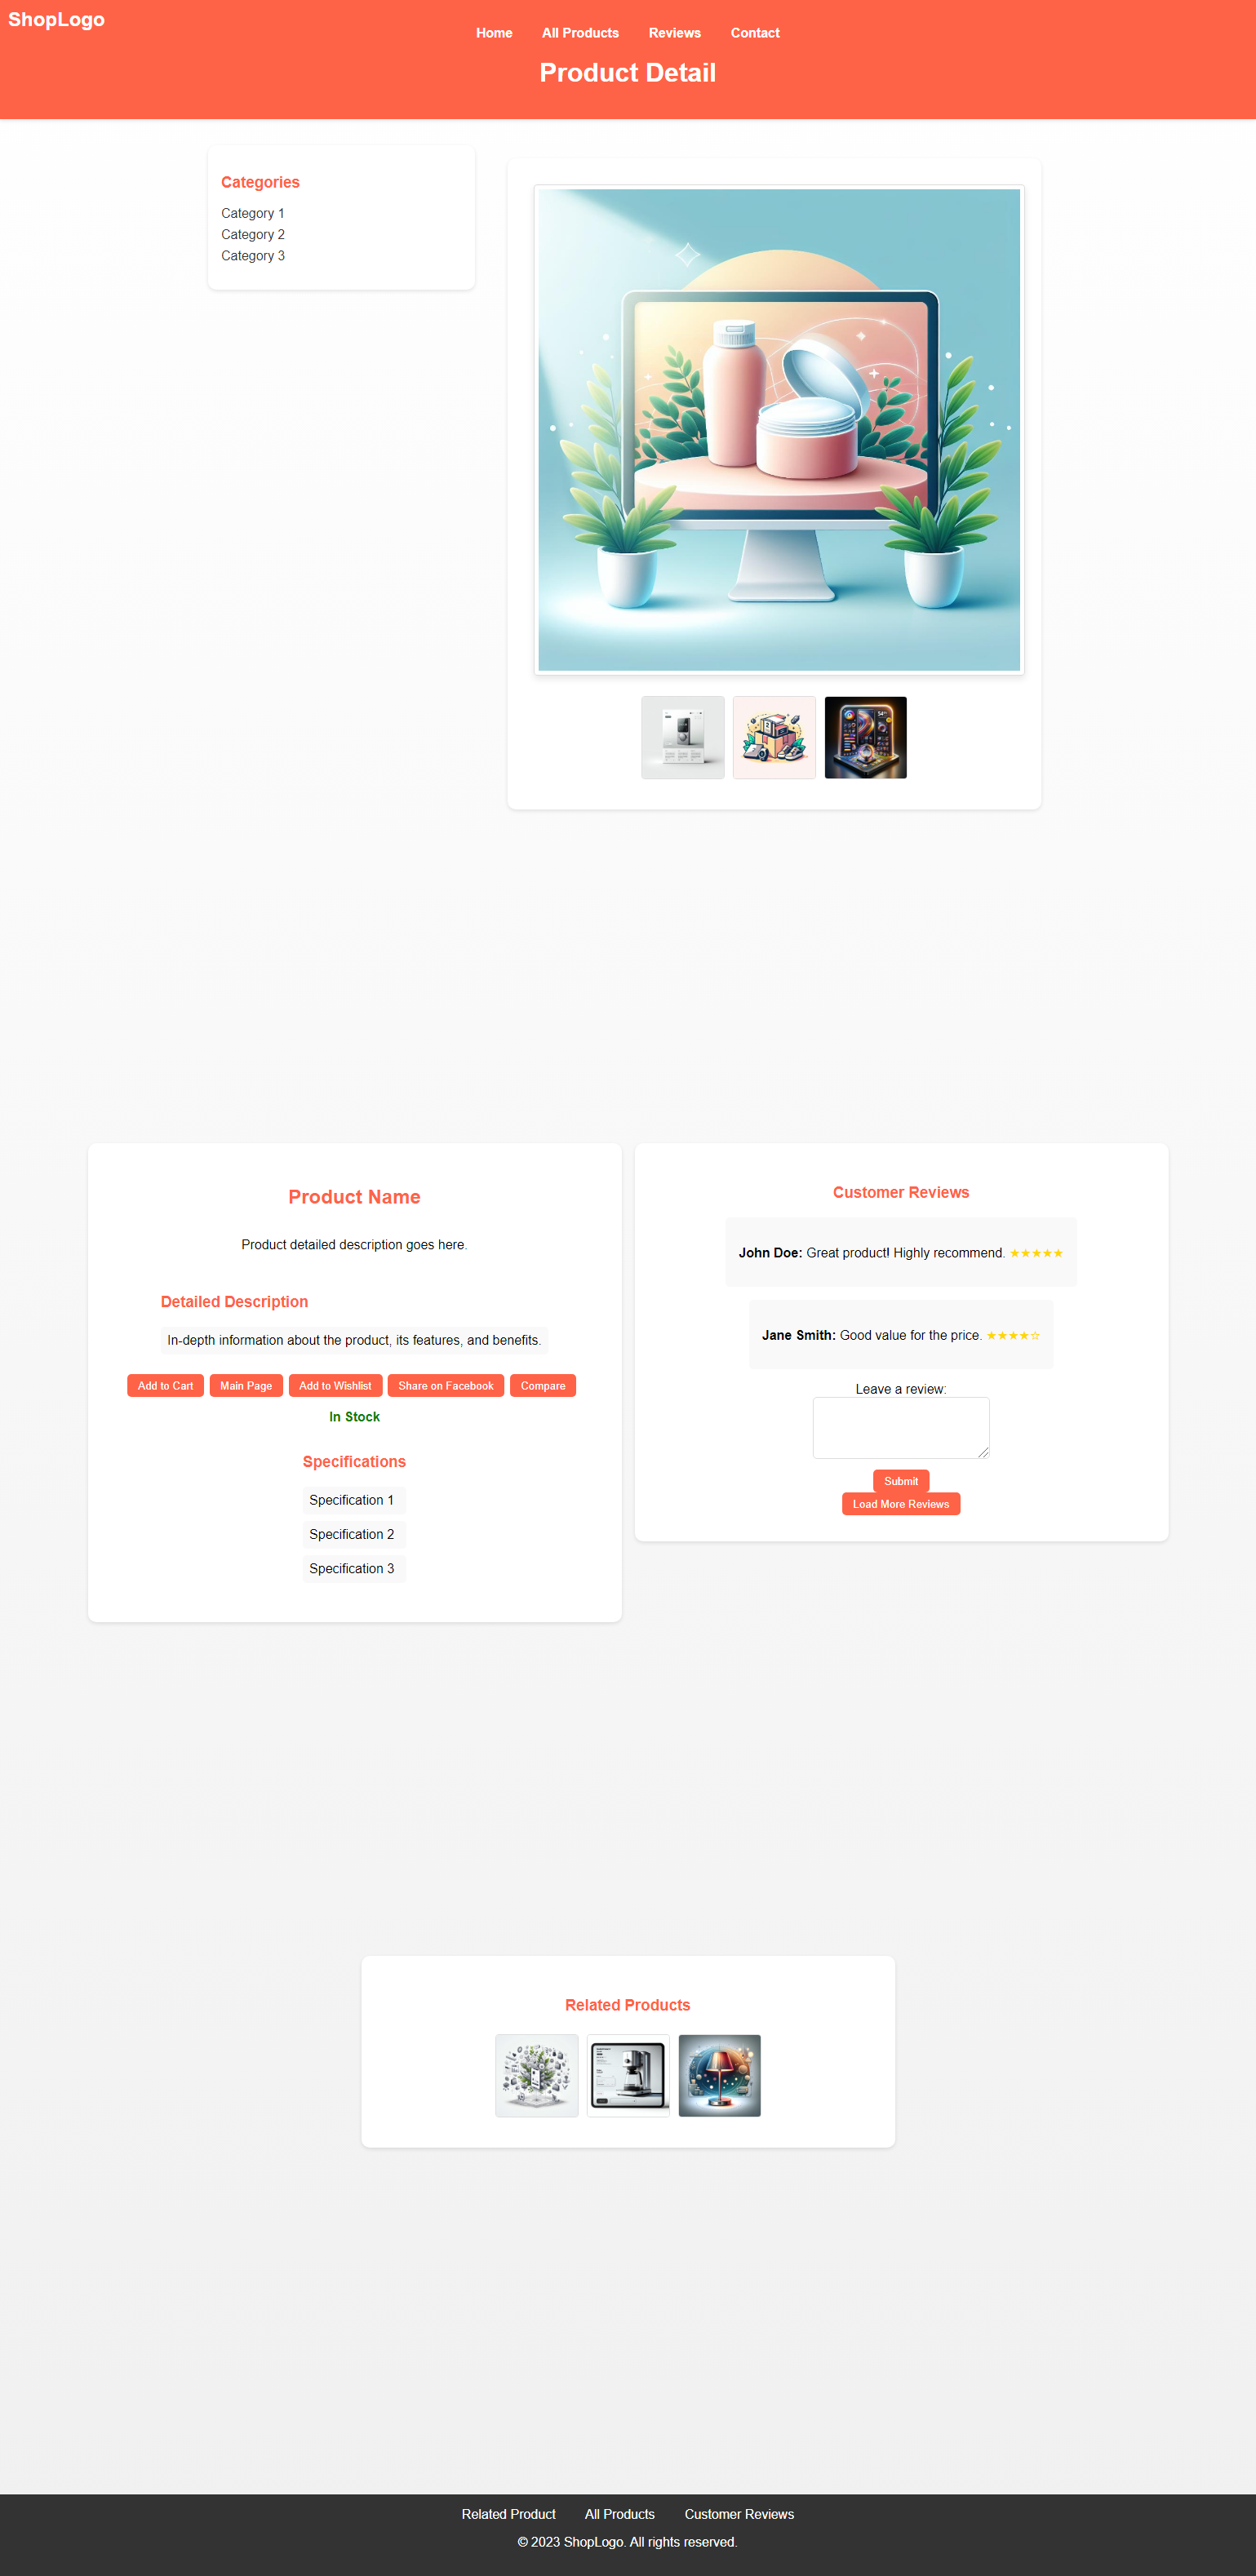 ShopLogo
Home All Products Reviews Contact
Product Detail
Categories
Category 1
Category 2
Category 3
Product Name
Product detailed description goes here.
Detailed Description
In-depth information about the product, its features, and benefits.
Add to Cart Main Page Add to Wishlist Share on Facebook Compare
In Stock
Specifications
Specification 1
Specification 2
Specification 3
Customer Reviews
John Doe: Great product! Highly recommend. ★★★★★
Jane Smith: Good value for the price. ★★★★☆
Leave a review:
Submit
Load More Reviews
Related Products
Related Product All Products Customer Reviews
© 2023 ShopLogo. All rights reserved.